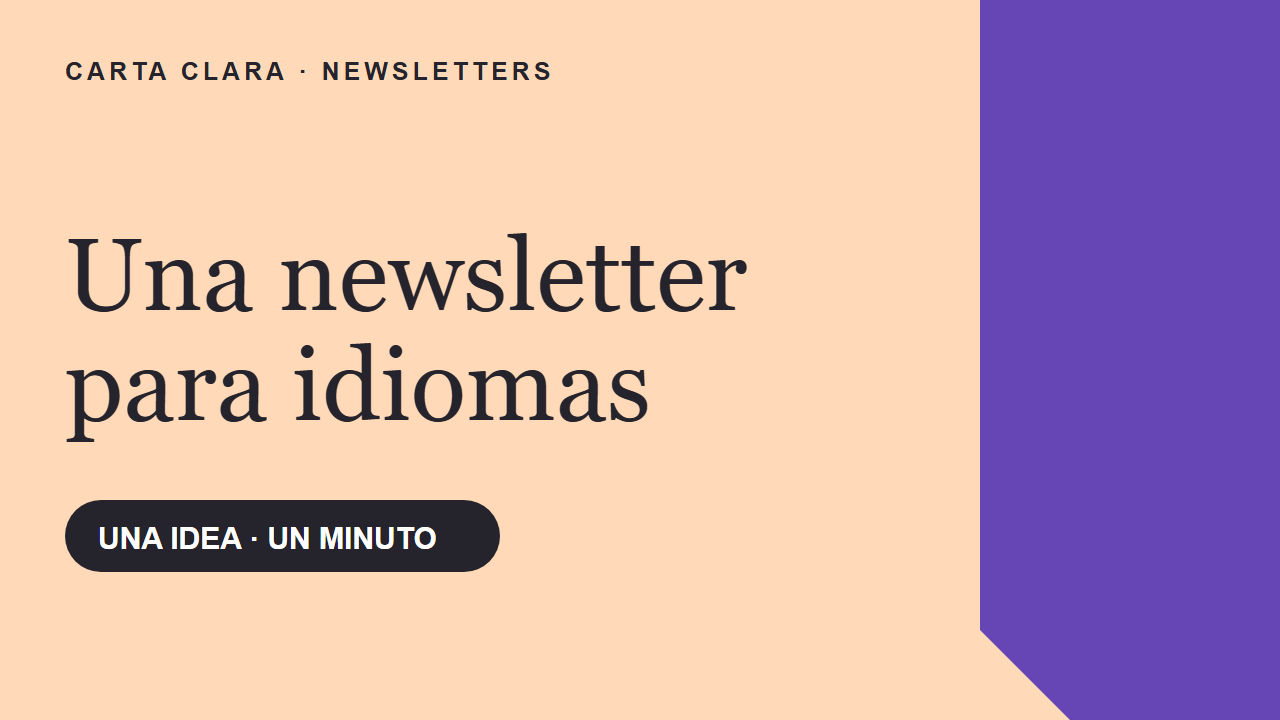 CARTA CLARA · NEWSLETTERS
Una newsletter
para idiomas
UNA IDEA · UN MINUTO